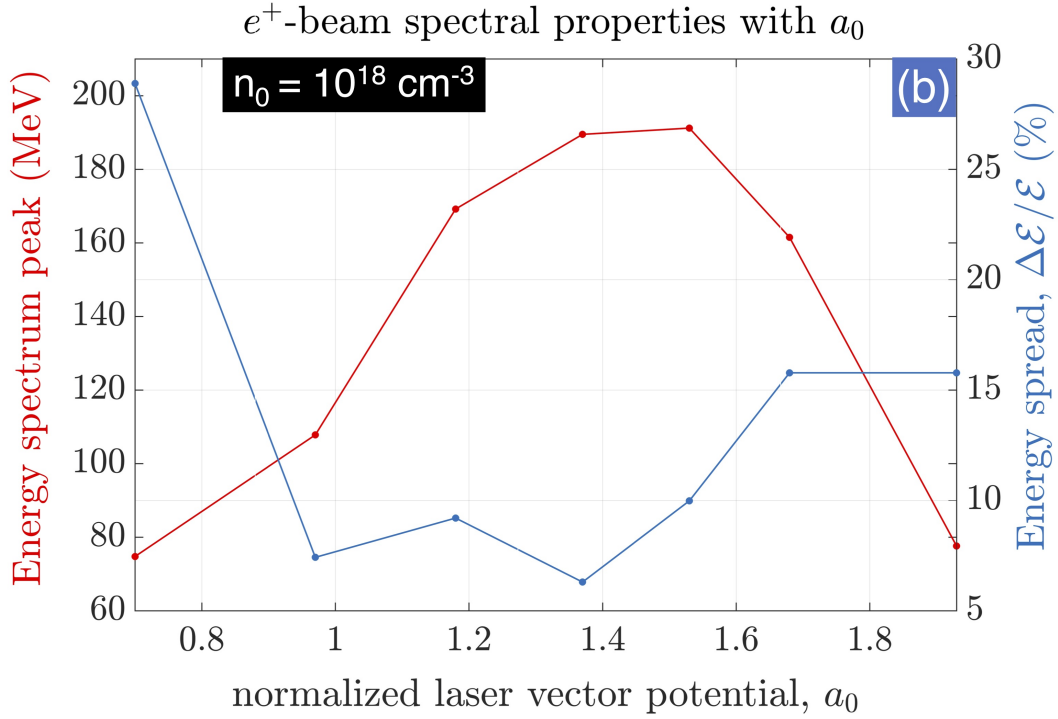 e⁺-beam spectral properties with a₀
n₀ = 10¹⁸ cm⁻³
(b)
Energy spectrum peak (MeV)
200
180
160
140
120
100
80
60
30
25
20
15
10
5
Energy spread, Δℰ/ℰ (%)
0.8 1 1.2 1.4 1.6 1.8
normalized laser vector potential, a₀